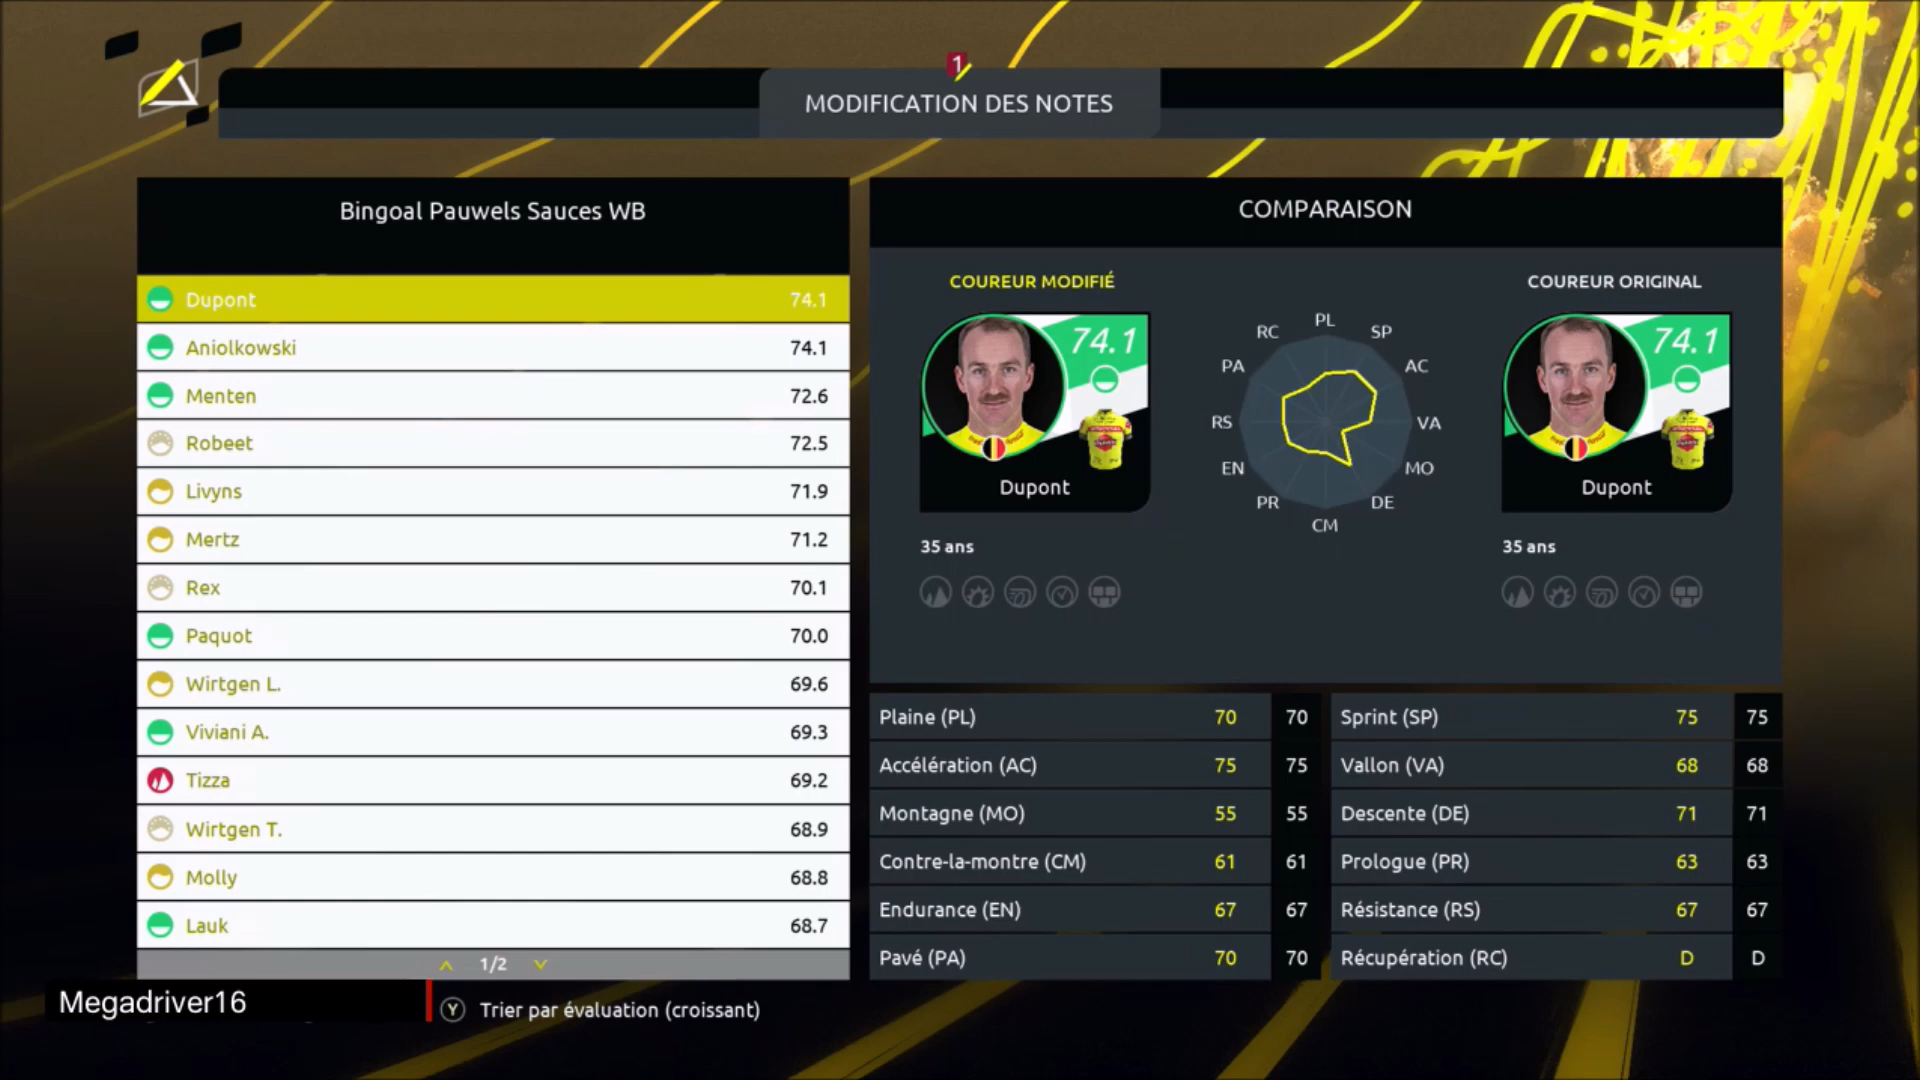 1
MODIFICATION DES NOTES
Bingoal Pauwels Sauces WB
Dupont 74.1
Aniolkowski 74.1
Menten 72.6
Robeet 72.5
Livyns 71.9
Mertz 71.2
Rex 70.1
Paquot 70.0
Wirtgen L. 69.6
Viviani A. 69.3
Tizza 69.2
Wirtgen T. 68.9
Molly 68.8
Lauk 68.7
1/2
COMPARAISON
COUREUR MODIFIÉ
74.1
Dupont
35 ans
PL
SP
AC
VA
MO
DE
CM
PR
EN
RS
PA
RC
COUREUR ORIGINAL
74.1
Dupont
35 ans
Plaine (PL) 70 70 Sprint (SP) 75 75
Accélération (AC) 75 75 Vallon (VA) 68 68
Montagne (MO) 55 55 Descente (DE) 71 71
Contre-la-montre (CM) 61 61 Prologue (PR) 63 63
Endurance (EN) 67 67 Résistance (RS) 67 67
Pavé (PA) 70 70 Récupération (RC) D D
Megadriver16
Y Trier par évaluation (croissant)